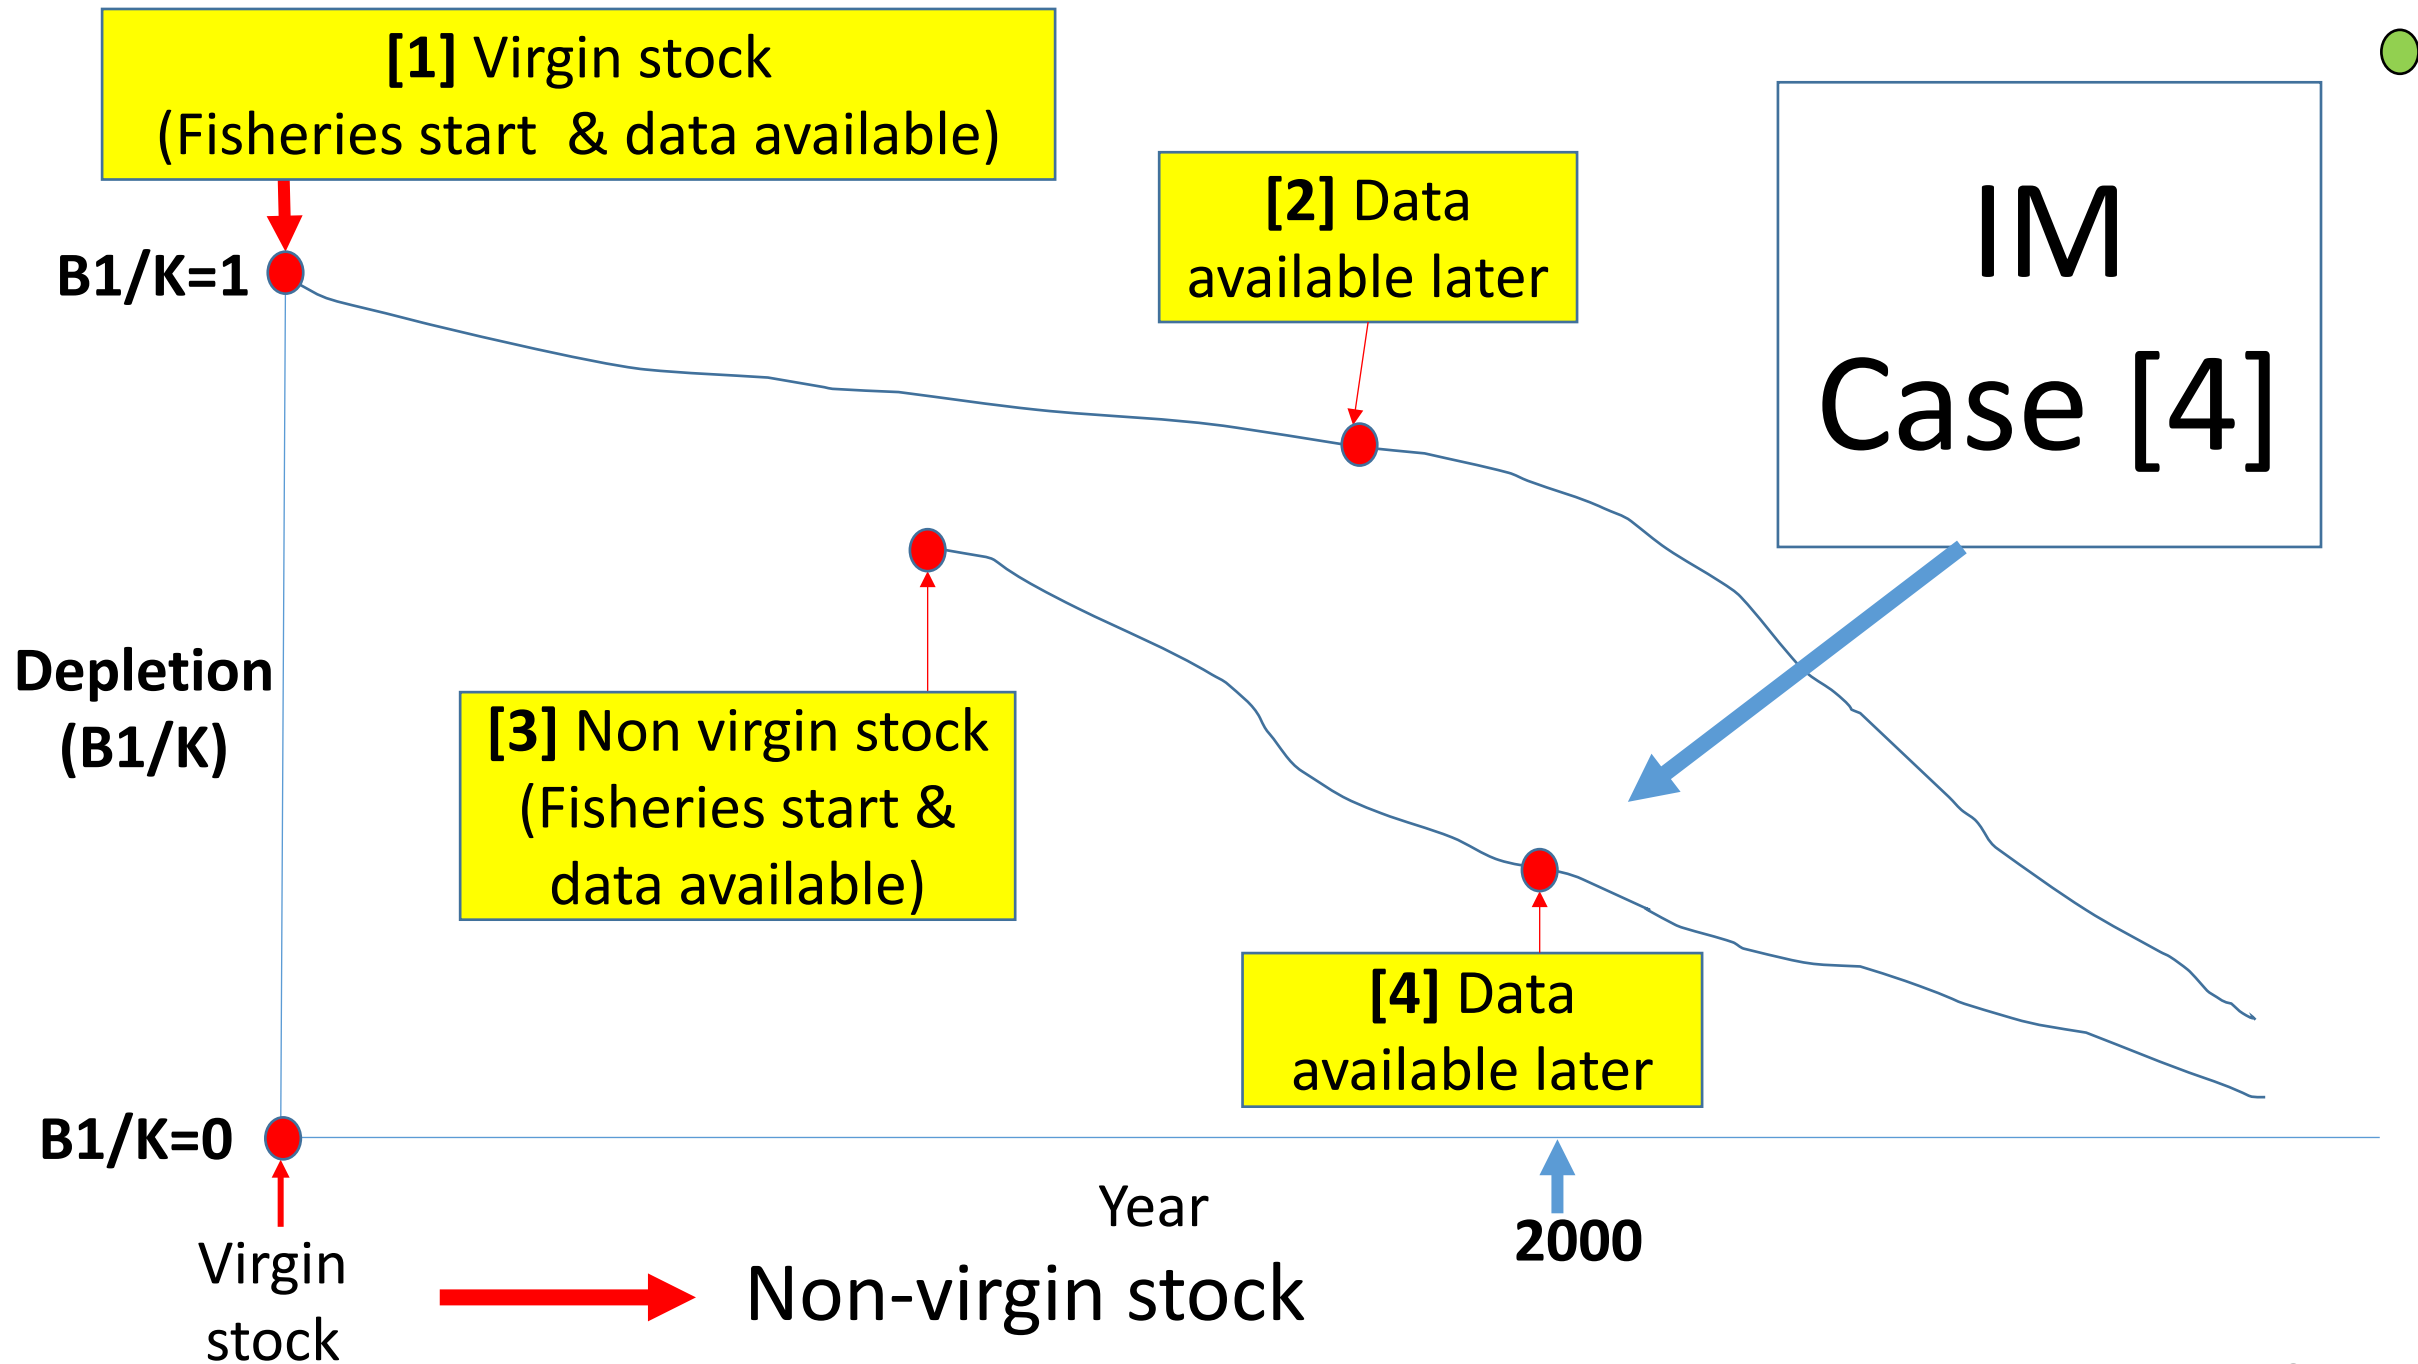 [1] Virgin stock
(Fisheries start & data available)
[2] Data
available later
IM
Case [4]
B1/K=1
Depletion
(B1/K)
[3] Non virgin stock
(Fisheries start &
data available)
[4] Data
available later
B1/K=0
Year
2000
Virgin
stock
Non-virgin stock